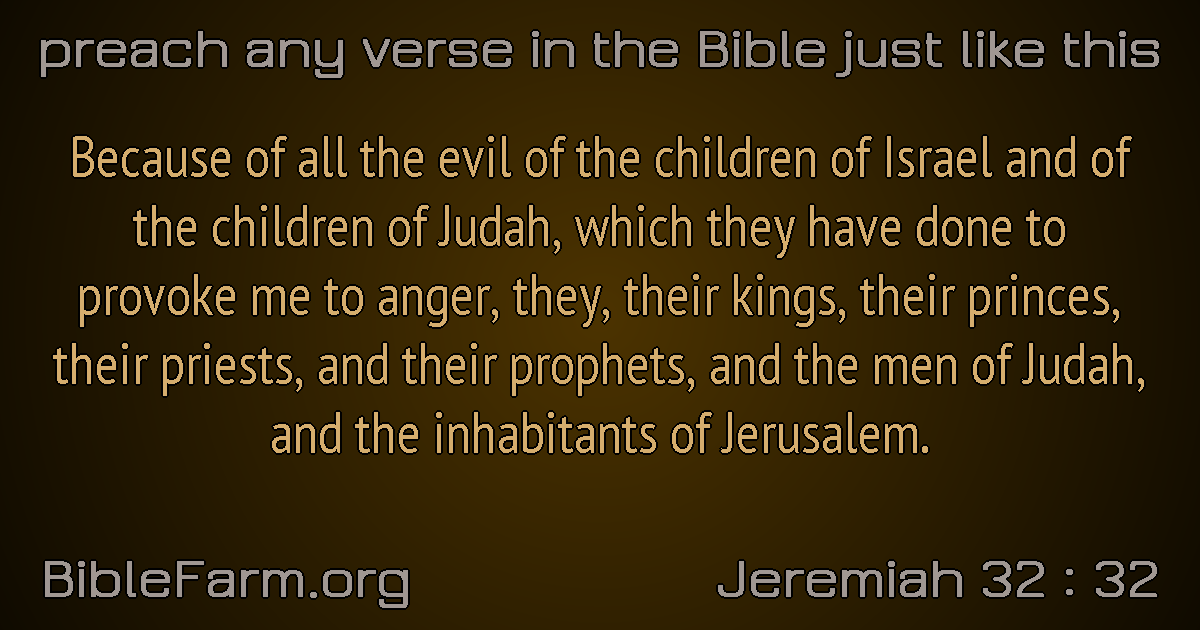 preach any verse in the Bible just like this
Because of all the evil of the children of Israel and of
the children of Judah, which they have done to
provoke me to anger, they, their kings, their princes,
their priests, and their prophets, and the men of Judah,
and the inhabitants of Jerusalem.
BibleFarm.org
Jeremiah 32 : 32